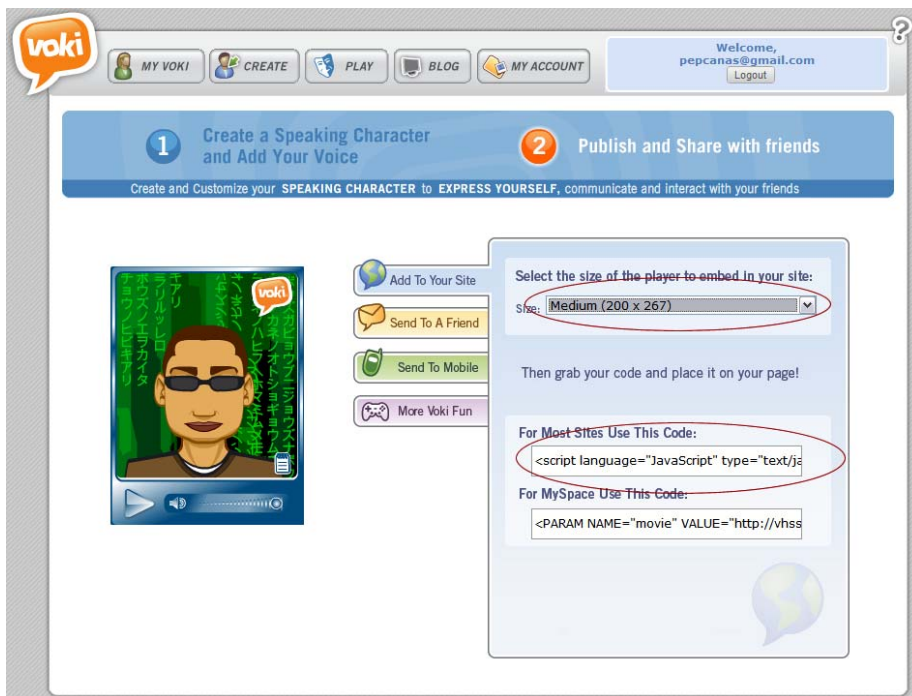 voki
?
MY VOKI
CREATE
PLAY
BLOG
MY ACCOUNT
Welcome,
pepcanas@gmail.com
Logout
1
Create a Speaking Character
and Add Your Voice
2
Publish and Share with friends
Create and Customize your SPEAKING CHARACTER to EXPRESS YOURSELF, communicate and interact with your friends
voki
Add To Your Site
Send To A Friend
Send To Mobile
More Voki Fun
Select the size of the player to embed in your site:
Size: Medium (200 x 267)
Then grab your code and place it on your page!
For Most Sites Use This Code:
<script language="JavaScript" type="text/ja
For MySpace Use This Code:
<PARAM NAME="movie" VALUE="http://vhss